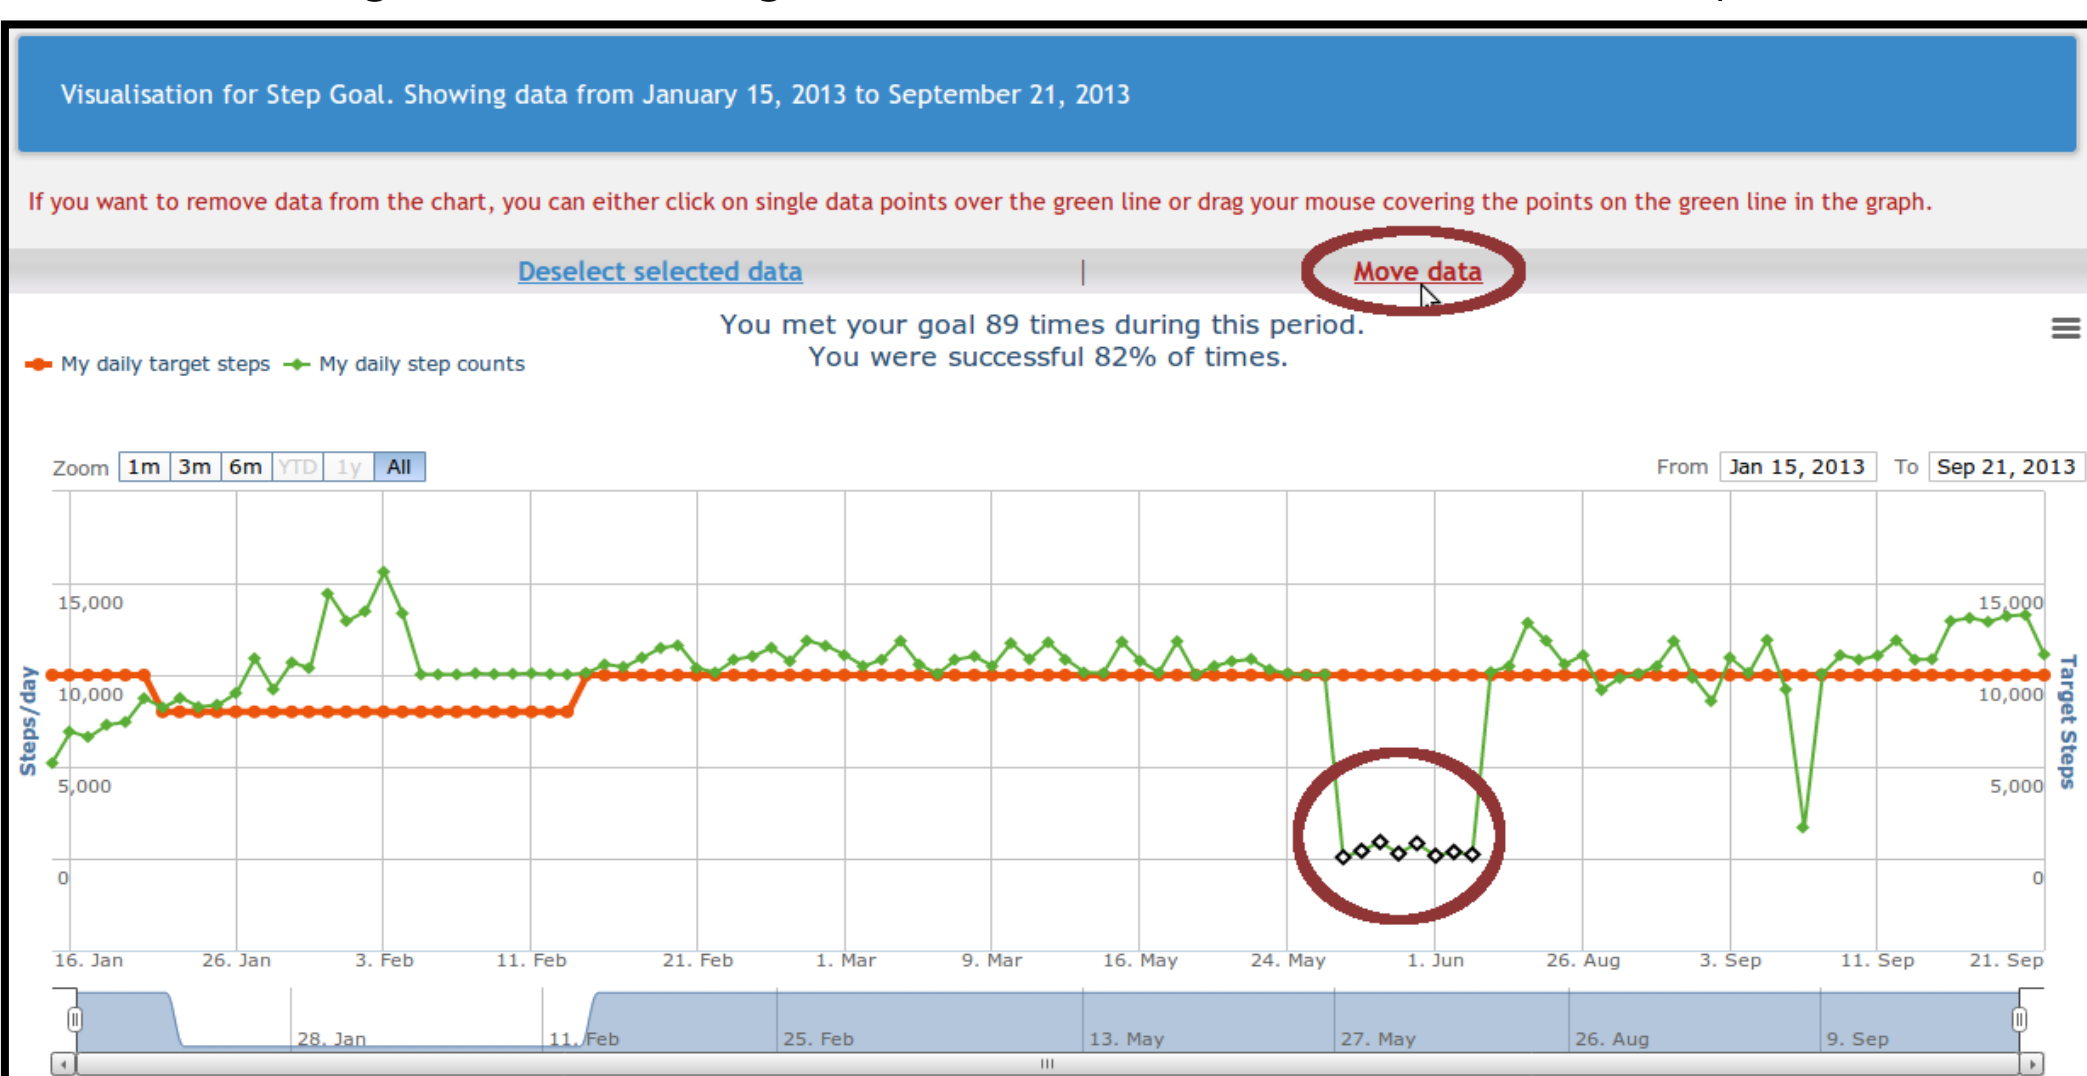 Visualisation for Step Goal. Showing data from January 15, 2013 to September 21, 2013
If you want to remove data from the chart, you can either click on single data points over the green line or drag your mouse covering the points on the green line in the graph.
Deselect selected data | Move data
You met your goal 89 times during this period.
You were successful 82% of times.
My daily target steps My daily step counts
Zoom 1m 3m 6m YTD 1y All From Jan 15, 2013 To Sep 21, 2013
15,000 15,000
10,000 10,000
5,000 5,000
0 0
Steps/day
Target Steps
16. Jan 26. Jan 3. Feb 11. Feb 21. Feb 1. Mar 9. Mar 16. May 24. May 1. Jun 26. Aug 3. Sep 11. Sep 21. Sep
28. Jan 11. Feb 25. Feb 13. May 27. May 26. Aug 9. Sep